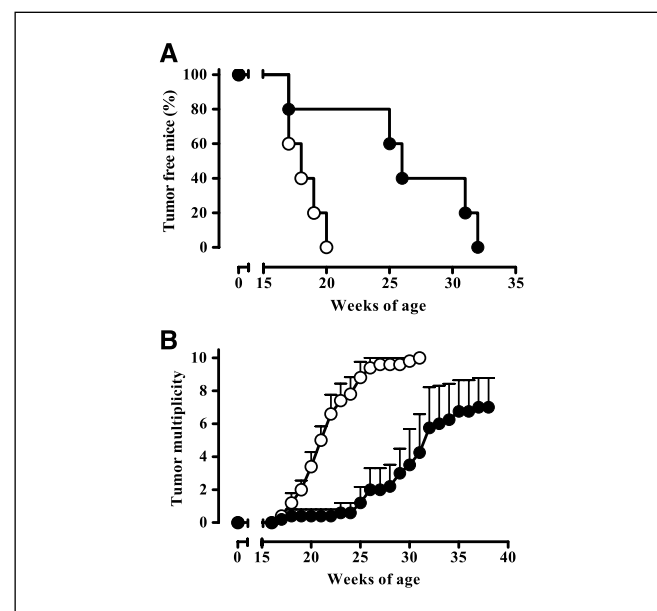 A
Tumor free mice (%)
100
80
60
40
20
0
0 15 20 25 30 35
Weeks of age
B
Tumor multiplicity
10
8
6
4
2
0
0 15 20 25 30 35 40
Weeks of age